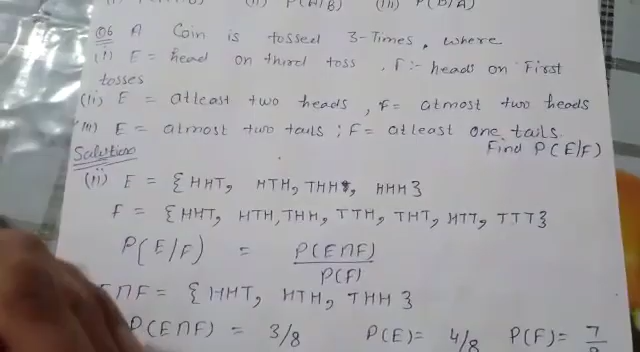 (ii) P(A/B) (iii) P(B/A)
Q6 A Coin is tossed 3-Times, where
(i) E = head on third toss , F:- heads on First
tosses
(ii) E = atleast two heads , F= atmost two heads
(iii) E = atmost two tails ; F= atleast one tails.
Find P(E/F)
Solution
(ii) E = {HHT, HTH, THH, HHH}
F = {HHT, HTH, THH, TTH, THT, HTT, TTT}
P(E/F) = P(E∩F)
P(F)
E∩F = {HHT, HTH, THH}
P(E∩F) = 3/8 P(E)= 4/8 P(F)= 7